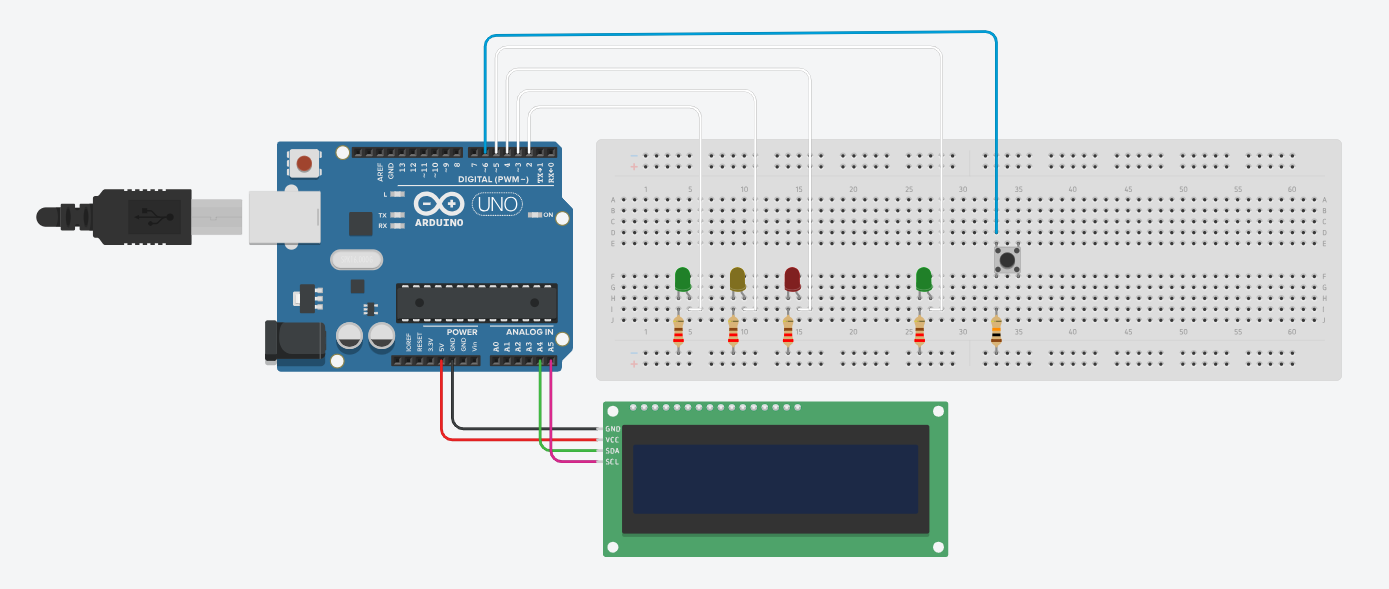 AREF
GND
13
12
~11
~10
~9
8
7
~6
~5
4
~3
2
TX→1
RX←0
DIGITAL (PWM~)
L
TX
RX
UNO
ON
ARDUINO
POWER
ANALOG IN
IOREF
RESET
3.3V
5V
GND
GND
Vin
A0
A1
A2
A3
A4
A5
- +
1 5 10 15 20 25 30 35 40 45 50 55 60
A A
B B
C C
D D
E E
F F
G G
H H
I I
J J
1 5 10 15 20 25 30 35 40 45 50 55 60
- +
GND
VCC
SDA
SCL